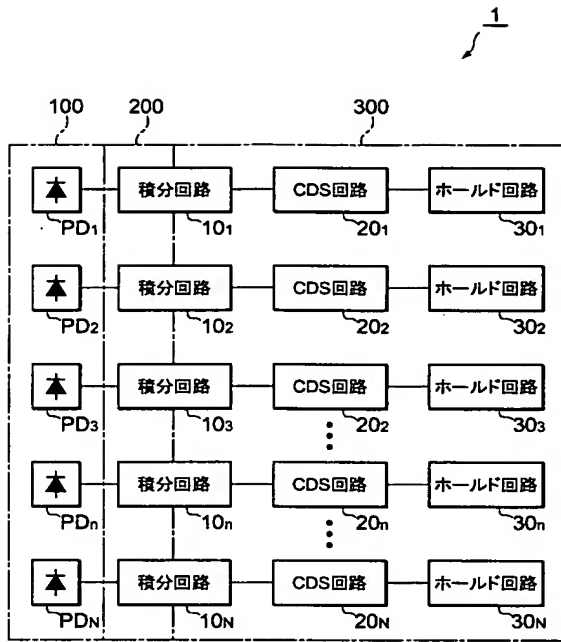 1
100 200 300
積分回路 CDS回路 ホールド回路
PD₁ 10₁ 20₁ 30₁
積分回路 CDS回路 ホールド回路
PD₂ 10₂ 20₂ 30₂
積分回路 CDS回路 ホールド回路
PD₃ 10₃ 20₂ 30₃
積分回路 CDS回路 ホールド回路
PDn 10n 20n 30n
積分回路 CDS回路 ホールド回路
PDN 10N 20N 30N